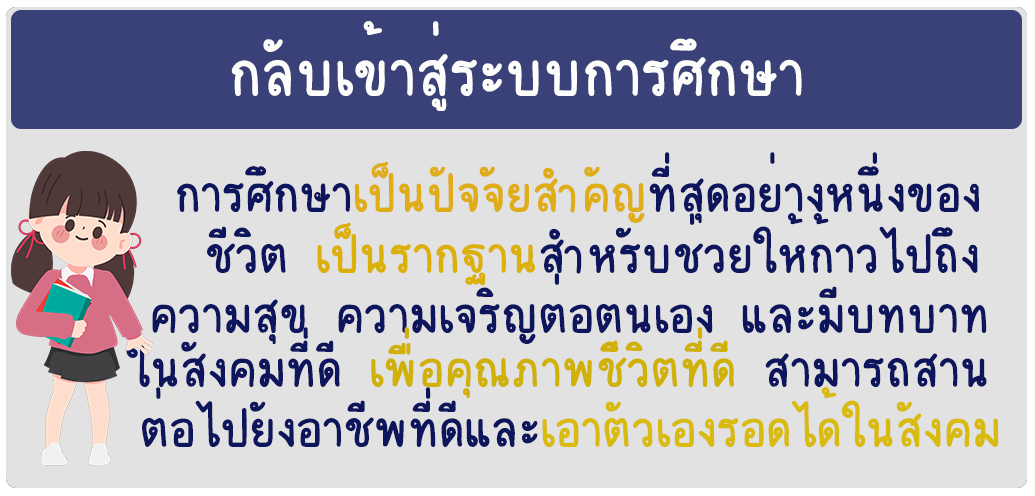 กลับเข้าสู่ระบบการศึกษา
การศึกษาเป็นปัจจัยสำคัญที่สุดอย่างหนึ่งของ
ชีวิต เป็นรากฐานสำหรับช่วยให้ก้าวไปถึง
ความสุข ความเจริญต่อตนเอง และมีบทบาท
ในสังคมที่ดี เพื่อคุณภาพชีวิตที่ดี สามารถสาน
ต่อไปยังอาชีพที่ดีและเอาตัวเองรอดได้ในสังคม